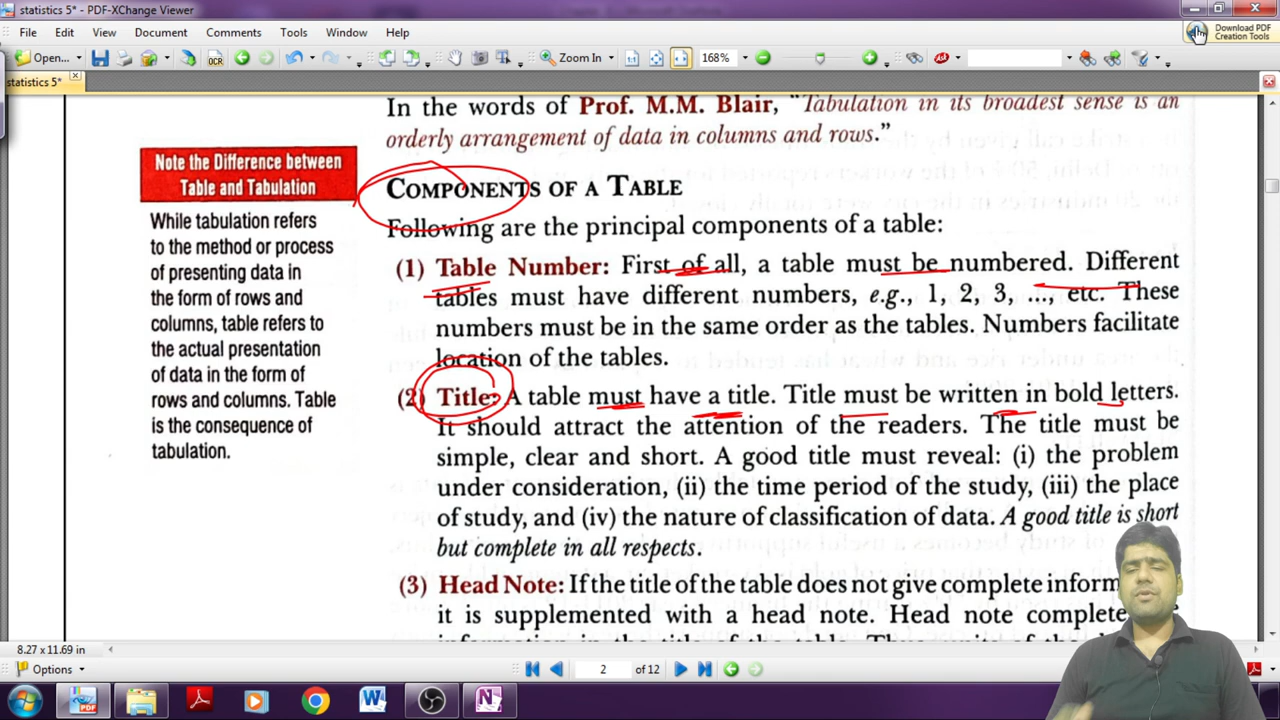 statistics 5* - PDF-XChange Viewer
File Edit View Document Comments Tools Window Help
Download PDF
Creation Tools
Open... OCR Zoom In 168%
statistics 5*
In the words of Prof. M.M. Blair, “Tabulation in its broadest sense is an
orderly arrangement of data in columns and rows.”
Note the Difference between
Table and Tabulation
While tabulation refers
to the method or process
of presenting data in
the form of rows and
columns, table refers to
the actual presentation
of data in the form of
rows and columns. Table
is the consequence of
tabulation.
COMPONENTS OF A TABLE
Following are the principal components of a table:
(1) Table Number: First of all, a table must be numbered. Different
tables must have different numbers, e.g., 1, 2, 3, ..., etc. These
numbers must be in the same order as the tables. Numbers facilitate
location of the tables.
(2) Title: A table must have a title. Title must be written in bold letters.
It should attract the attention of the readers. The title must be
simple, clear and short. A good title must reveal: (i) the problem
under consideration, (ii) the time period of the study, (iii) the place
of study, and (iv) the nature of classification of data. A good title is short
but complete in all respects.
(3) Head Note: If the title of the table does not give complete inform
it is supplemented with a head note. Head note complete
8.27 x 11.69 in
Options 2 of 12